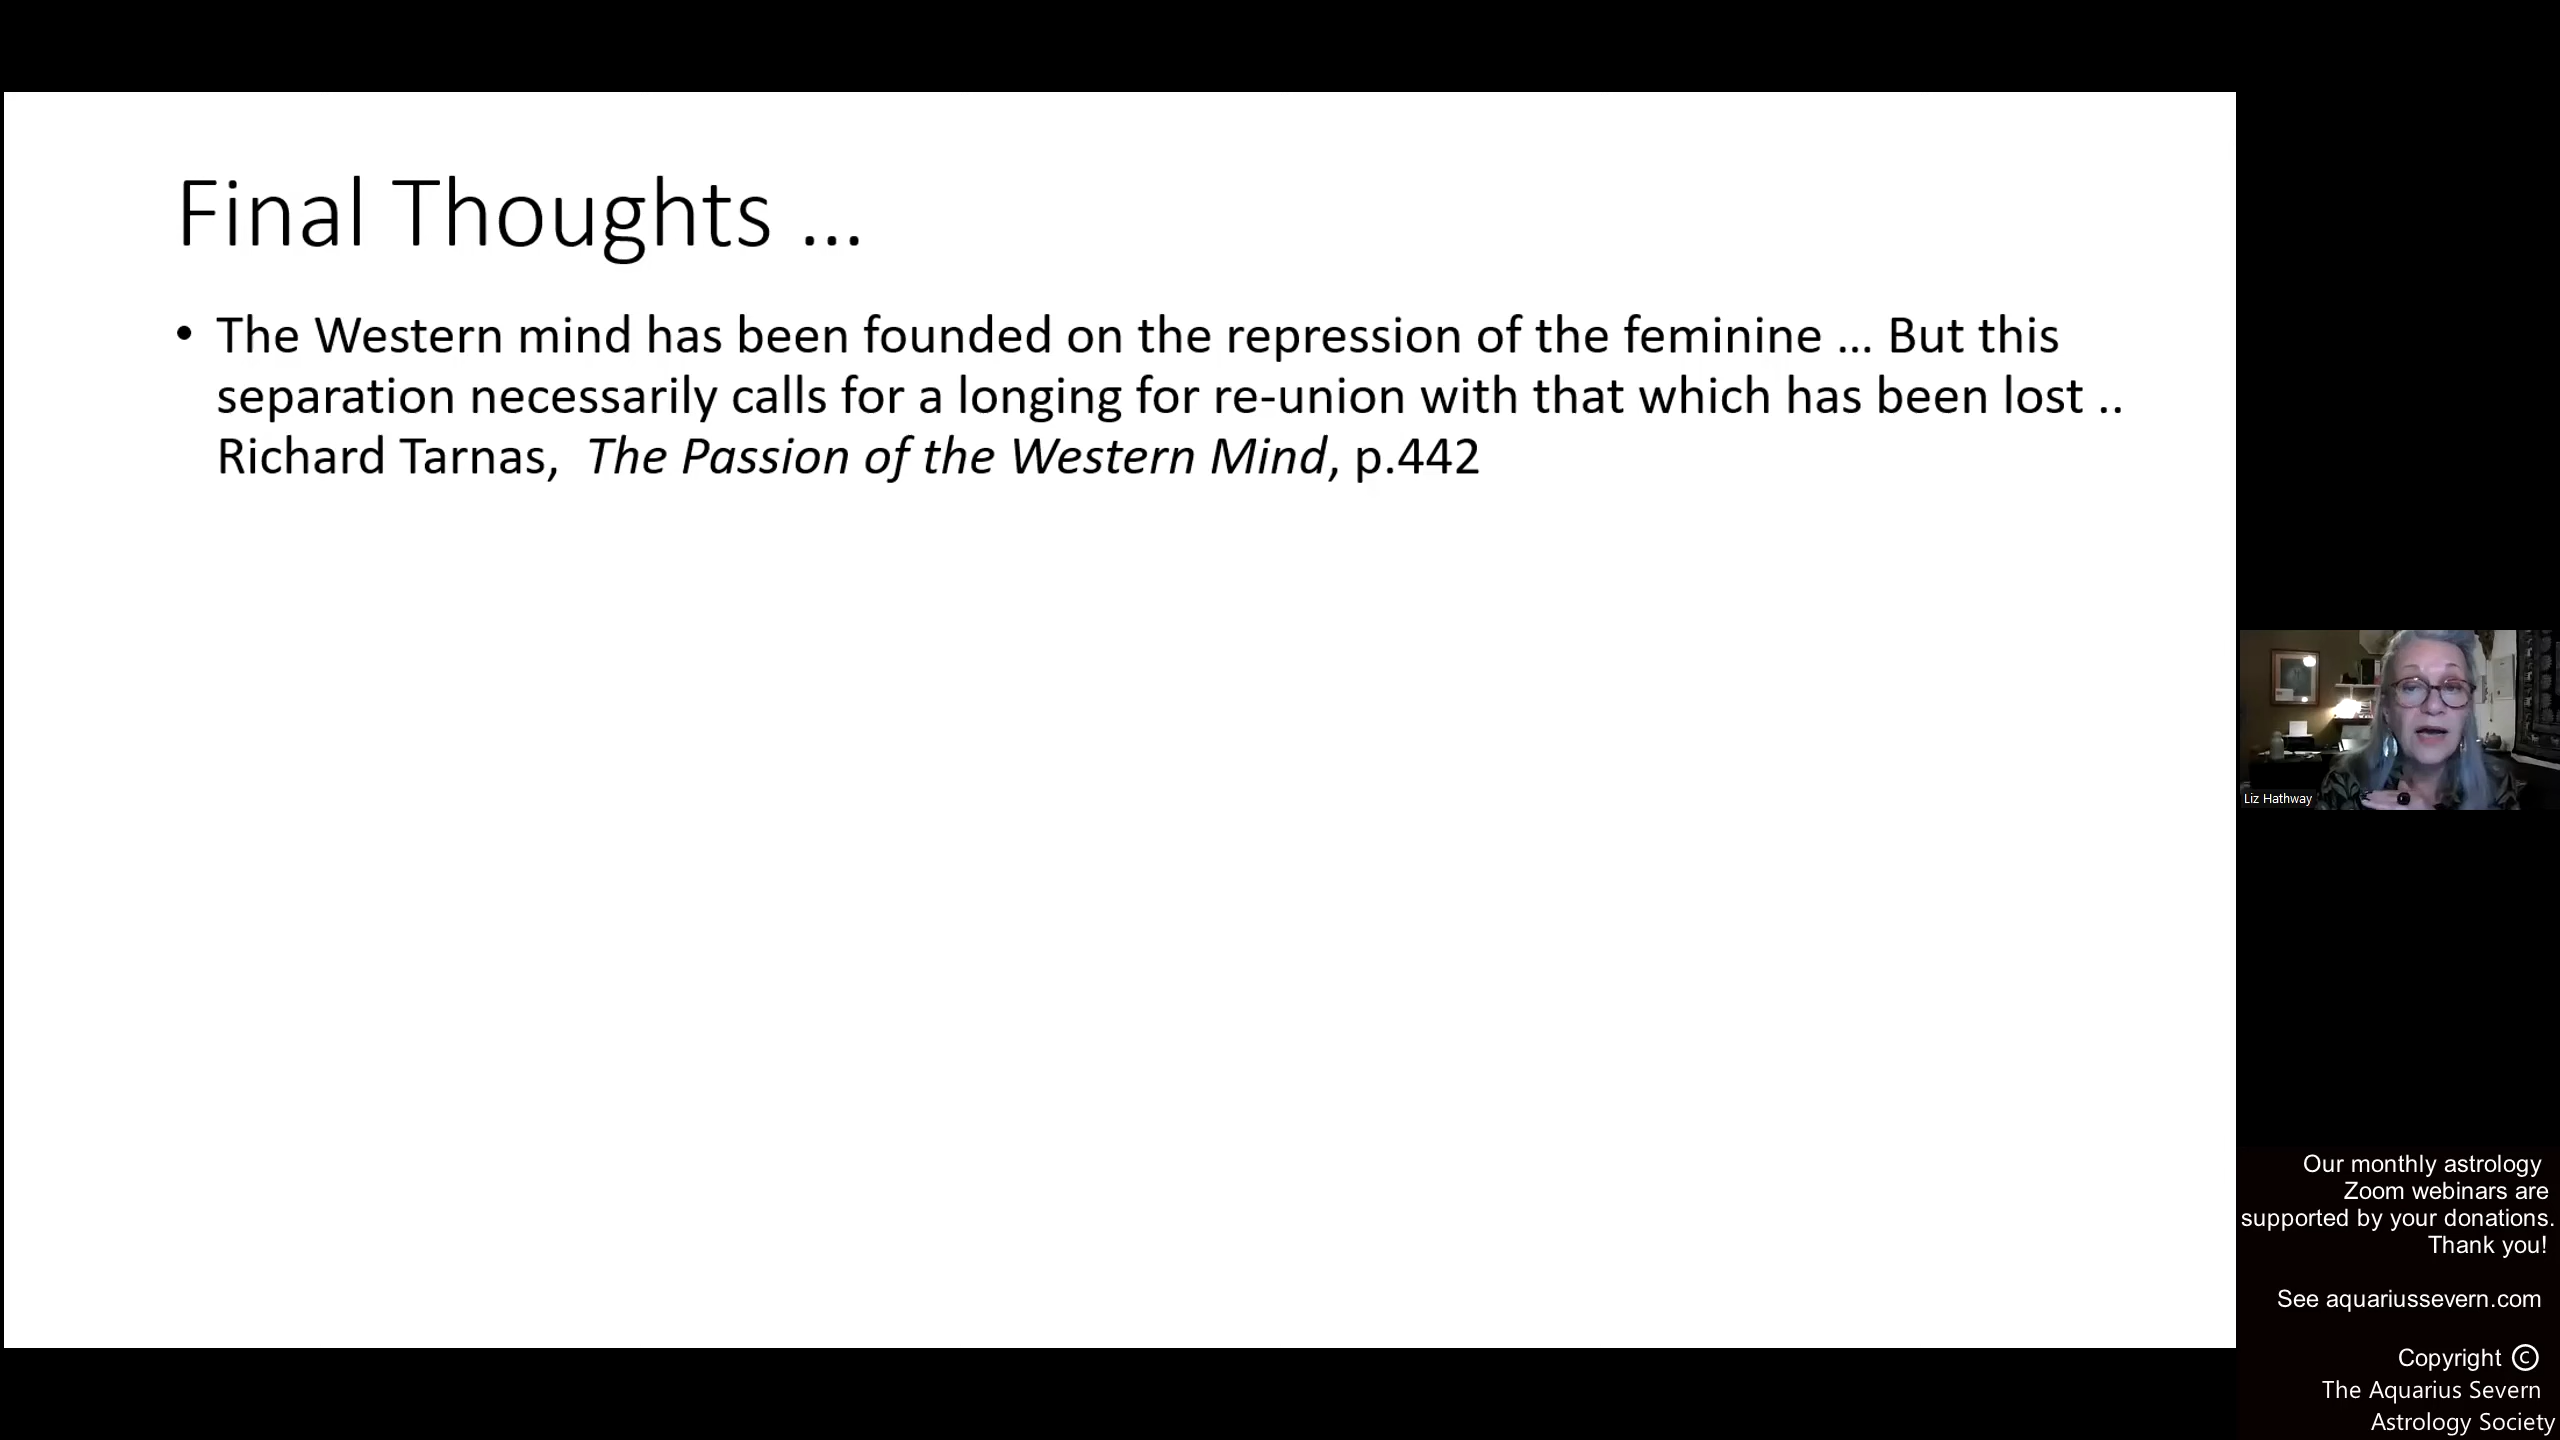 Final Thoughts ...
• The Western mind has been founded on the repression of the feminine ... But this
separation necessarily calls for a longing for re-union with that which has been lost ..
Richard Tarnas,  The Passion of the Western Mind, p.442
Liz Hathway
Our monthly astrology
Zoom webinars are
supported by your donations.
Thank you!
See aquariussevern.com
Copyright ©
The Aquarius Severn
Astrology Society